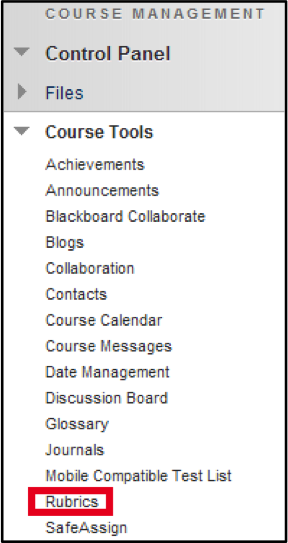 COURSE MANAGEMENT
Control Panel
Files
Course Tools
Achievements
Announcements
Blackboard Collaborate
Blogs
Collaboration
Contacts
Course Calendar
Course Messages
Date Management
Discussion Board
Glossary
Journals
Mobile Compatible Test List
Rubrics
SafeAssign